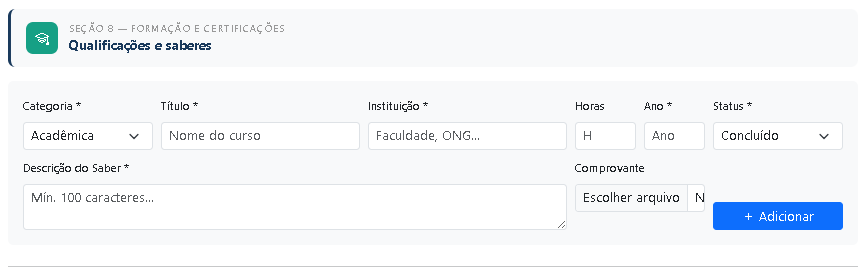 SEÇÃO 8 — FORMAÇÃO E CERTIFICAÇÕES
Qualificações e saberes
Categoria * Título * Instituição * Horas Ano * Status *
Acadêmica Nome do curso Faculdade, ONG... H Ano Concluído
Descrição do Saber * Comprovante
Mín. 100 caracteres... Escolher arquivo N
+ Adicionar